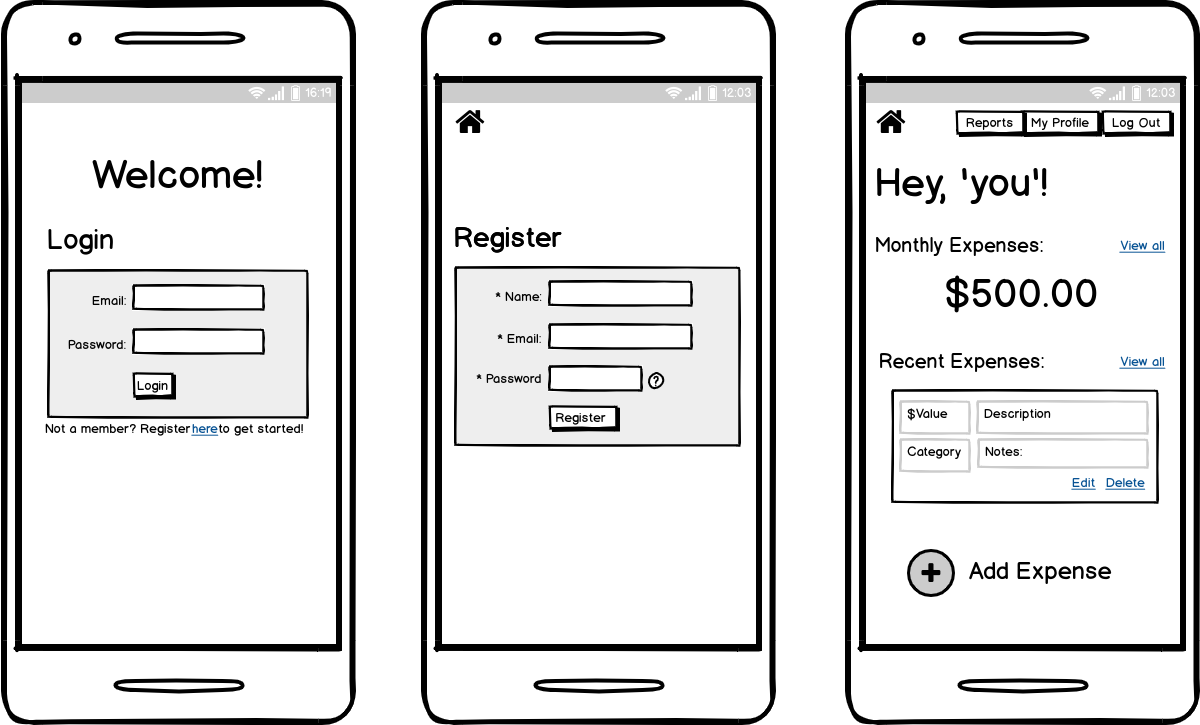 16:19
Welcome!
Login
Email:
Password:
Login
Not a member? Register here to get started!
12:03
Register
* Name:
* Email:
* Password
?
Register
12:03
Reports My Profile Log Out
Hey, 'you'!
Monthly Expenses: View all
$500.00
Recent Expenses: View all
$Value Description
Category Notes:
Edit Delete
+ Add Expense